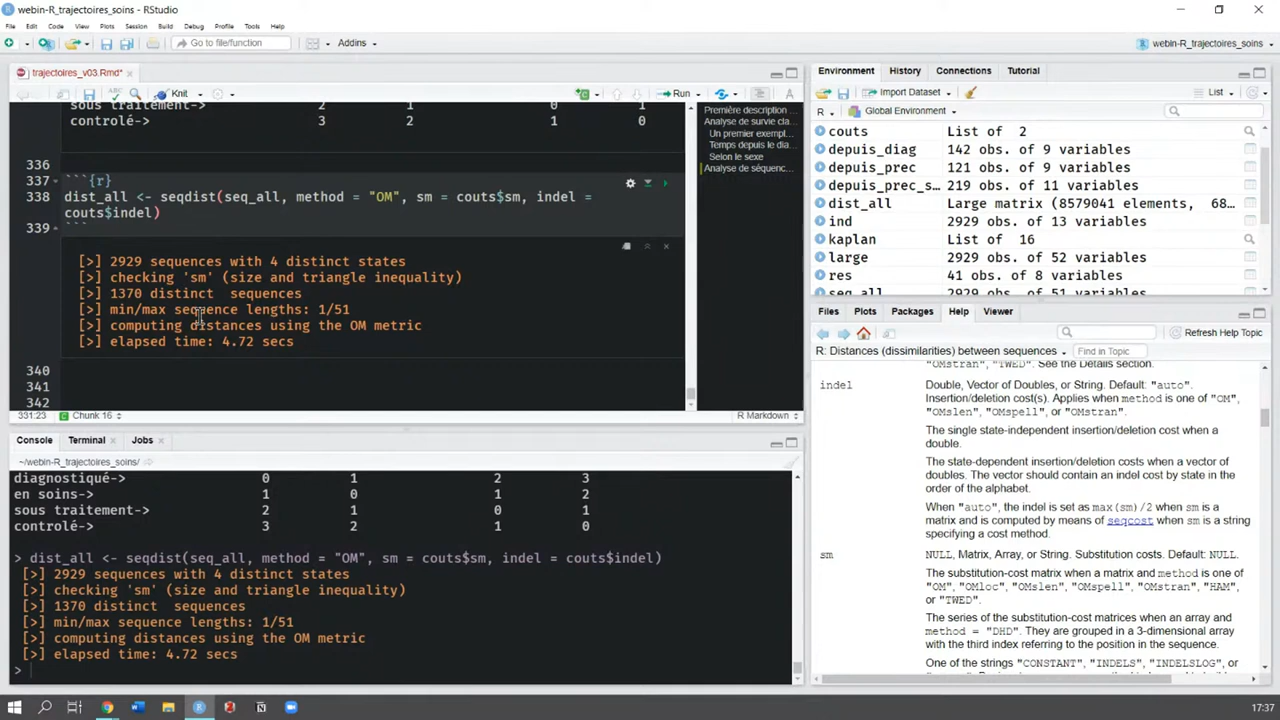 webin-R_trajectoires_soins - RStudio
File Edit Code View Plots Session Build Debug Profile Tools Help
Go to file/function Addins webin-R_trajectoires_soins
trajectoires_v03.Rmd*
Knit Run
sous traitement-> 2 1 0 1
controlé-> 3 2 1 0
336
337 ```{r}
338 dist_all <- seqdist(seq_all, method = "OM", sm = couts$sm, indel =
couts$indel)
339 ```
[>] 2929 sequences with 4 distinct states
[>] checking 'sm' (size and triangle inequality)
[>] 1370 distinct  sequences
[>] min/max sequence lengths: 1/51
[>] computing distances using the OM metric
[>] elapsed time: 4.72 secs
340
341
342
331:23 Chunk 16 R Markdown
Première description
Analyse de survie cla...
Un premier exempl...
Temps depuis le dia...
Selon le sexe
Analyse de séquenc...
Console Terminal Jobs
~/webin-R_trajectoires_soins/
diagnostiqué-> 0 1 2 3
en soins-> 1 0 1 2
sous traitement-> 2 1 0 1
controlé-> 3 2 1 0
> dist_all <- seqdist(seq_all, method = "OM", sm = couts$sm, indel = couts$indel)
[>] 2929 sequences with 4 distinct states
[>] checking 'sm' (size and triangle inequality)
[>] 1370 distinct  sequences
[>] min/max sequence lengths: 1/51
[>] computing distances using the OM metric
[>] elapsed time: 4.72 secs
>
Environment History Connections Tutorial
Import Dataset List
R Global Environment
couts List of  2
depuis_diag 142 obs. of 9 variables
depuis_prec 121 obs. of 9 variables
depuis_prec_s... 219 obs. of 11 variables
dist_all Large matrix (8579041 elements,  68...
ind 2929 obs. of 13 variables
kaplan List of  16
large 2929 obs. of 52 variables
res 41 obs. of 8 variables
seq_all 2929 obs. of 51 variables
Files Plots Packages Help Viewer
Refresh Help Topic
R: Distances (dissimilarities) between sequences Find in Topic
"OMstran", "TWED". See the Details section.
indel Double, Vector of Doubles, or String. Default: "auto".
Insertion/deletion cost(s). Applies when method is one of "OM",
"OMslen", "OMspell", or "OMstran".
The single state-independent insertion/deletion cost when a
double.
The state-dependent insertion/deletion costs when a vector of
doubles. The vector should contain an indel cost by state in the
order of the alphabet.
When "auto", the indel is set as max(sm)/2 when sm is a
matrix and is computed by means of seqcost when sm is a string
specifying a cost method.
sm NULL, Matrix, Array, or String. Substitution costs. Default: NULL.
The substitution-cost matrix when a matrix and method is one of
"OM", "OMloc", "OMslen", "OMspell", "OMstran", "HAM",
or "TWED".
The series of the substitution-cost matrices when an array and
method = "DHD". They are grouped in a 3-dimensional array
with the third index referring to the position in the sequence.
One of the strings "CONSTANT", "INDELS", "INDELSLOG", or
17:37